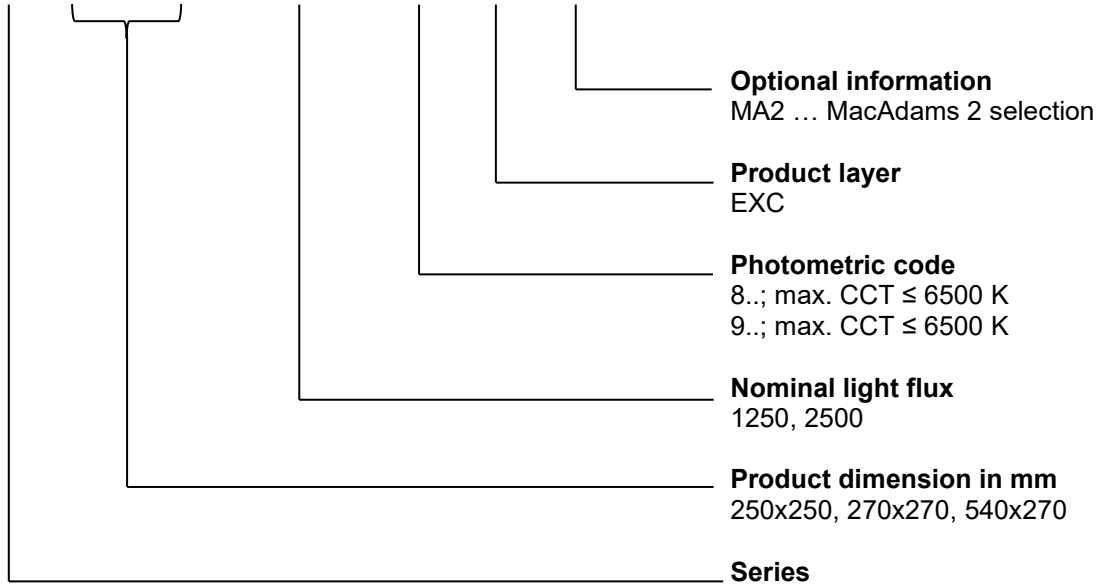 Optional information
MA2 … MacAdams 2 selection
Product layer
EXC
Photometric code
8..; max. CCT ≤ 6500 K
9..; max. CCT ≤ 6500 K
Nominal light flux
1250, 2500
Product dimension in mm
250x250, 270x270, 540x270
Series